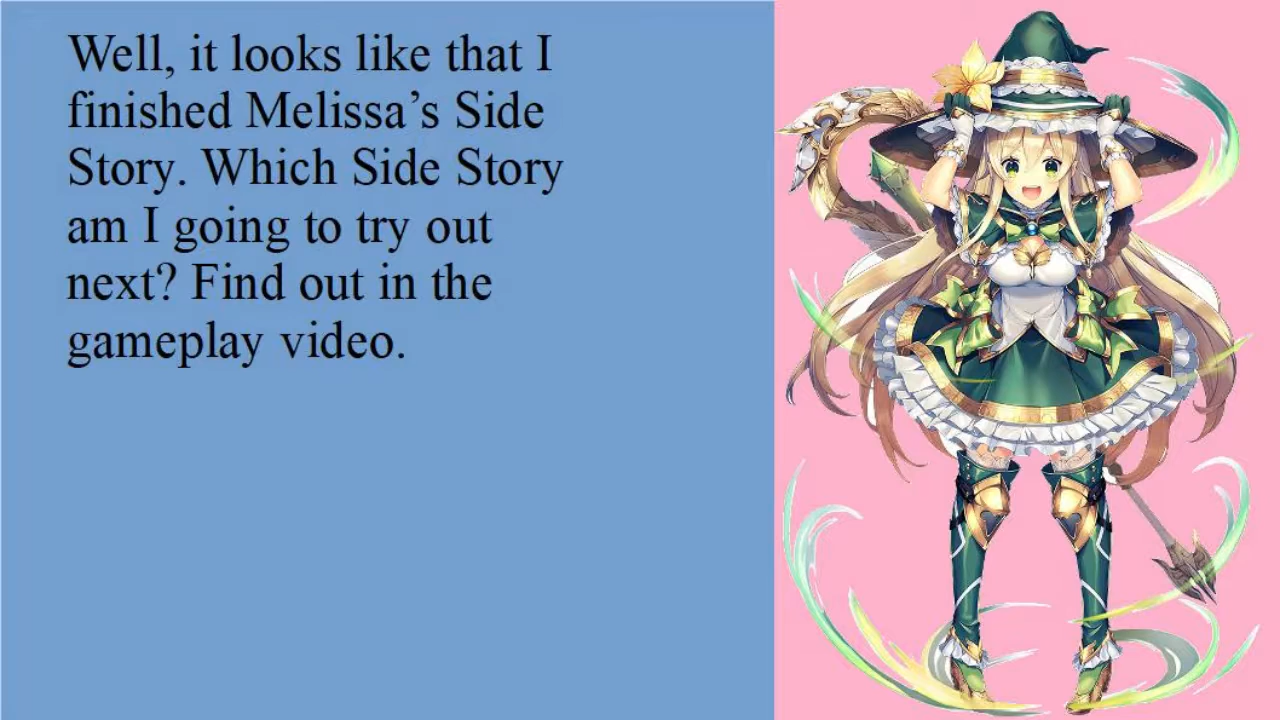 Well, it looks like that I
finished Melissa’s Side
Story. Which Side Story
am I going to try out
next? Find out in the
gameplay video.